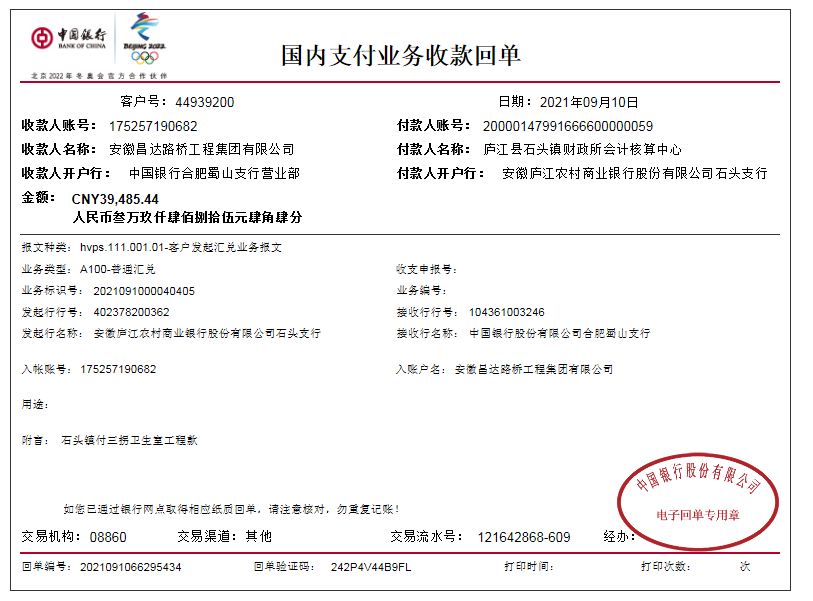 中国银行
BANK OF CHINA
BEIJING 2022
北京2022年冬奥会官方合作伙伴
国内支付业务收款回单
客户号：44939200 日期：2021年09月10日
收款人账号：175257190682 付款人账号：20000147991666600000059
收款人名称：安徽昌达路桥工程集团有限公司 付款人名称：庐江县石头镇财政所会计核算中心
收款人开户行：中国银行合肥蜀山支行营业部 付款人开户行：安徽庐江农村商业银行股份有限公司石头支行
金额：CNY39,485.44
人民币叁万玖仟肆佰捌拾伍元肆角肆分
报文种类：hvps.111.001.01-客户发起汇兑业务报文
业务类型：A100-普通汇兑 收支申报号：
业务标识号：2021091000040405 业务编号：
发起行行号：402378200362 接收行行号：104361003246
发起行名称：安徽庐江农村商业银行股份有限公司石头支行 接收行名称：中国银行股份有限公司合肥蜀山支行
入帐账号：175257190682 入账户名：安徽昌达路桥工程集团有限公司
用途：
附言：石头镇付三拐卫生室工程款
中国银行股份有限公司
电子回单专用章
如您已通过银行网点取得相应纸质回单，请注意核对，勿重复记账！
交易机构：08860 交易渠道：其他 交易流水号：121642868-609 经办：
回单编号：2021091066295434 回单验证码：242P4V44B9FL 打印时间： 打印次数： 次